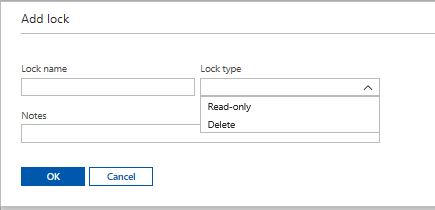 Add lock
Lock name
Lock type
Read-only
Delete
Notes
OK
Cancel